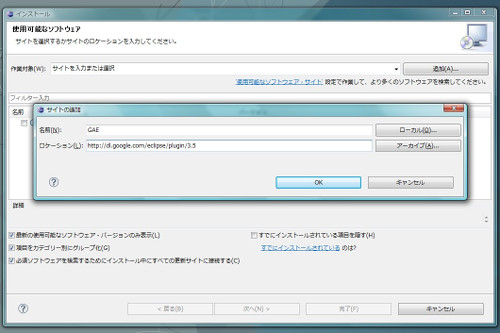 インストール
使用可能なソフトウェア
サイトを選択するかサイトのロケーションを入力してください。
作業対象(W): サイトを入力または選択 追加(A)...
使用可能なソフトウェア・サイト 設定で作業して、より多くのソフトウェアを検索してください。
フィルター入力
名前
サイトの追加
名前(N): GAE ローカル(O)...
ロケーション(L): http://dl.google.com/eclipse/plugin/3.5 アーカイブ(A)...
? OK キャンセル
詳細
最新の使用可能なソフトウェア・バージョンのみ表示(L) すでにインストールされている項目を隠す(H)
項目をカテゴリー別にグループ化(G) すでにインストールされている のは?
必須ソフトウェアを検索するためにインストール中にすべての更新サイトに接続する(C)
? < 戻る(B) 次へ(N) > 完了(F) キャンセル